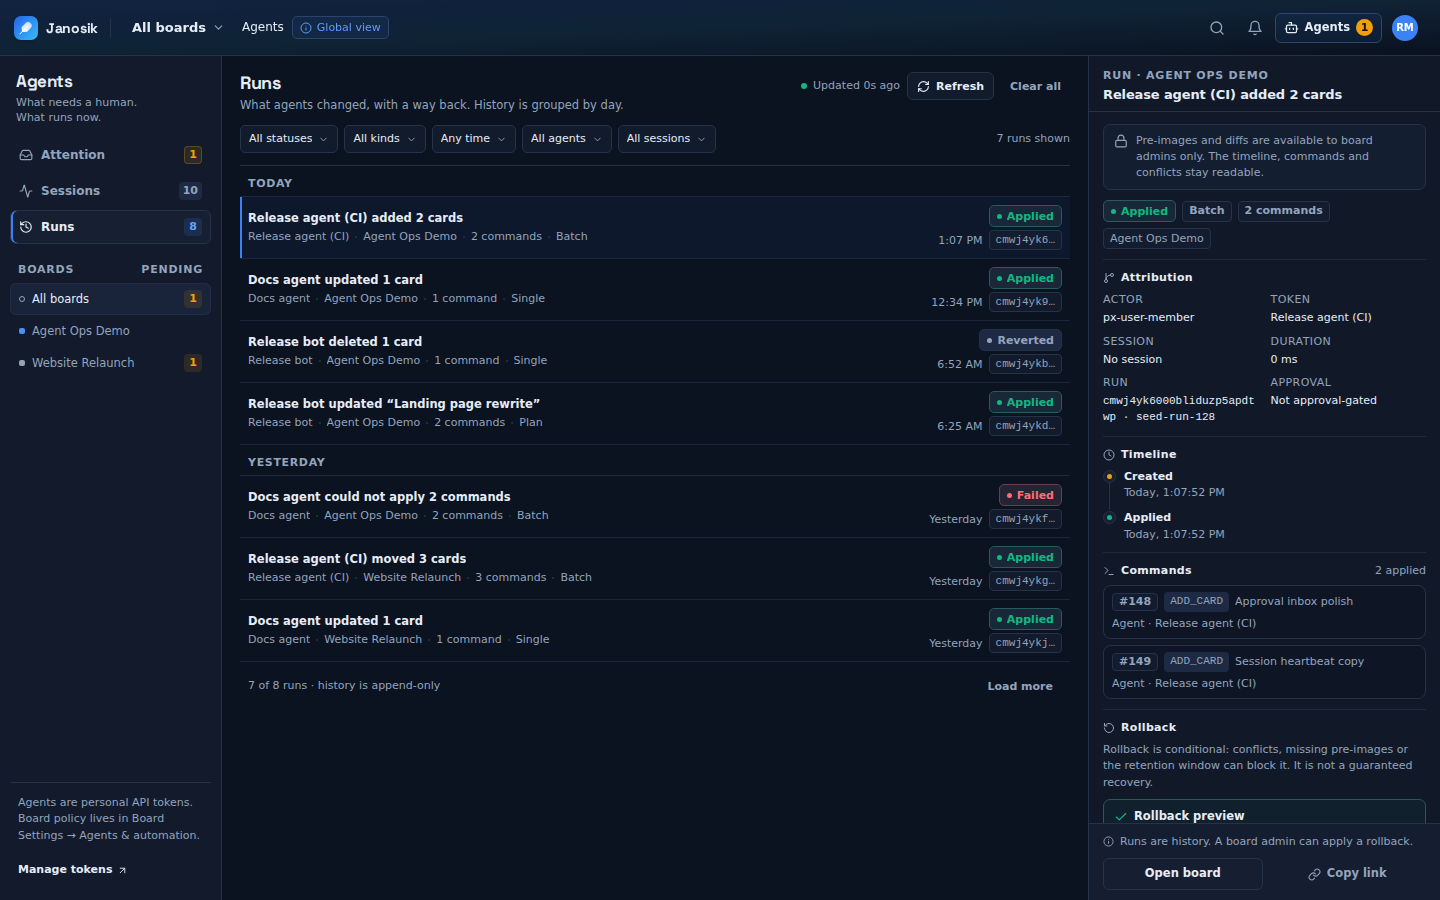 Janosik
All boards
Agents
Global view
Agents 1
RM
Agents
What needs a human.
What runs now.
Attention 1
Sessions 10
Runs 8
BOARDS PENDING
All boards 1
Agent Ops Demo
Website Relaunch 1
Agents are personal API tokens.
Board policy lives in Board
Settings → Agents & automation.
Manage tokens
Runs
What agents changed, with a way back. History is grouped by day.
Updated 0s ago
Refresh
Clear all
All statuses
All kinds
Any time
All agents
All sessions
7 runs shown
TODAY
Release agent (CI) added 2 cards
Applied
Release agent (CI) · Agent Ops Demo · 2 commands · Batch
1:07 PM cmwj4yk6…
Docs agent updated 1 card
Applied
Docs agent · Agent Ops Demo · 1 command · Single
12:34 PM cmwj4yk9…
Release bot deleted 1 card
Reverted
Release bot · Agent Ops Demo · 1 command · Single
6:52 AM cmwj4ykb…
Release bot updated “Landing page rewrite”
Applied
Release bot · Agent Ops Demo · 2 commands · Plan
6:25 AM cmwj4ykd…
YESTERDAY
Docs agent could not apply 2 commands
Failed
Docs agent · Agent Ops Demo · 2 commands · Batch
Yesterday cmwj4ykf…
Release agent (CI) moved 3 cards
Applied
Release agent (CI) · Website Relaunch · 3 commands · Batch
Yesterday cmwj4ykg…
Docs agent updated 1 card
Applied
Docs agent · Website Relaunch · 1 command · Single
Yesterday cmwj4ykj…
7 of 8 runs · history is append-only
Load more
RUN · AGENT OPS DEMO
Release agent (CI) added 2 cards
Pre-images and diffs are available to board
admins only. The timeline, commands and
conflicts stay readable.
Applied
Batch
2 commands
Agent Ops Demo
Attribution
ACTOR TOKEN
px-user-member Release agent (CI)
SESSION DURATION
No session 0 ms
RUN APPROVAL
cmwj4yk6000bliduzp5apdt Not approval-gated
wp · seed-run-128
Timeline
Created
Today, 1:07:52 PM
Applied
Today, 1:07:52 PM
Commands 2 applied
#148 ADD_CARD Approval inbox polish
Agent · Release agent (CI)
#149 ADD_CARD Session heartbeat copy
Agent · Release agent (CI)
Rollback
Rollback is conditional: conflicts, missing pre-images or
the retention window can block it. It is not a guaranteed
recovery.
Rollback preview
Runs are history. A board admin can apply a rollback.
Open board
Copy link